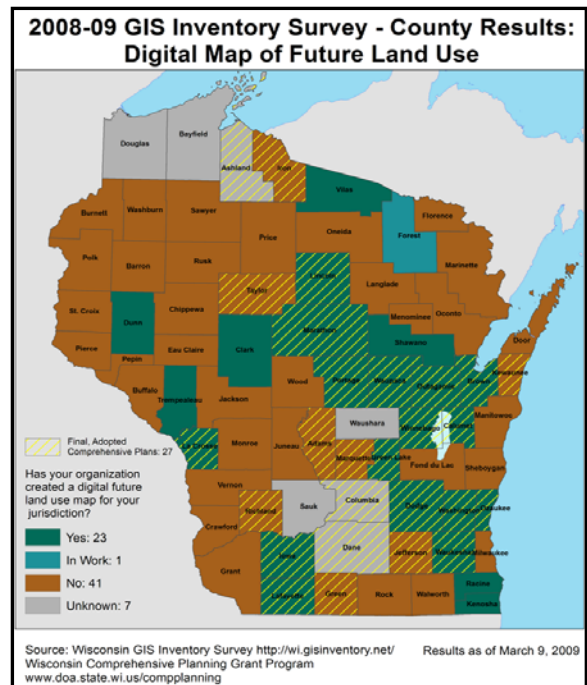 2008-09 GIS Inventory Survey - County Results:
Digital Map of Future Land Use
Douglas
Bayfield
Ashland
Iron
Vilas
Burnett
Washburn
Sawyer
Price
Oneida
Forest
Florence
Marinette
Polk
Barron
Rusk
Lincoln
Langlade
Taylor
Menominee
Oconto
St. Croix
Dunn
Chippewa
Clark
Marathon
Shawano
Door
Pierce
Pepin
Eau Claire
Kewaunee
Buffalo
Trempealeau
Jackson
Wood
Portage
Waupaca
Outagamie
Brown
Waushara
Winnebago
Calumet
Manitowoc
La Crosse
Monroe
Juneau
Adams
Marquette
Green Lake
Fond du Lac
Sheboygan
Vernon
Richland
Sauk
Columbia
Dodge
Washington
Ozaukee
Crawford
Dane
Jefferson
Waukesha
Milwaukee
Grant
Iowa
Lafayette
Green
Rock
Walworth
Racine
Kenosha
Final, Adopted
Comprehensive Plans: 27
Has your organization
created a digital future
land use map for your
jurisdiction?
Yes: 23
In Work: 1
No: 41
Unknown: 7
Source: Wisconsin GIS Inventory Survey http://wi.gisinventory.net/
Results as of March 9, 2009
Wisconsin Comprehensive Planning Grant Program
www.doa.state.wi.us/compplanning